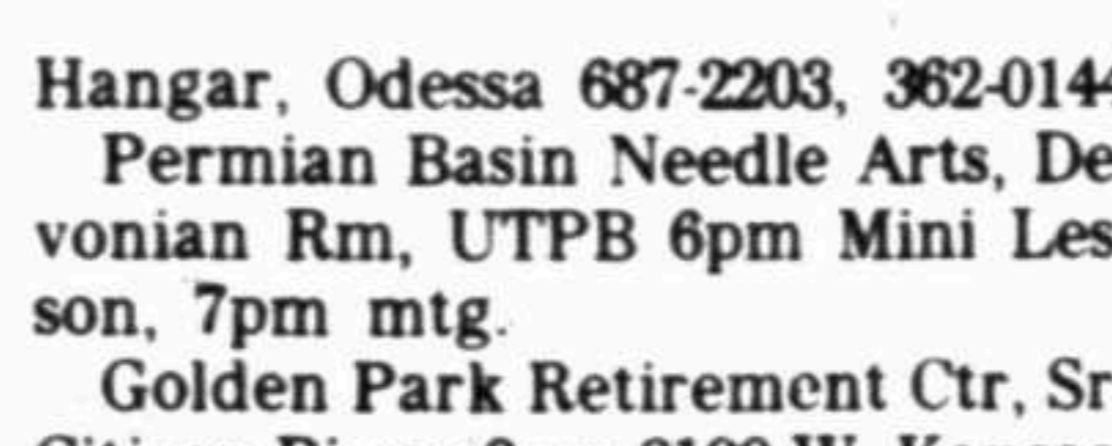 Hangar, Odessa 687-2203, 362-0144
Permian Basin Needle Arts, De
vonian Rm, UTPB 6pm Mini Les
son, 7pm mtg.
Golden Park Retirement Ctr, Sr